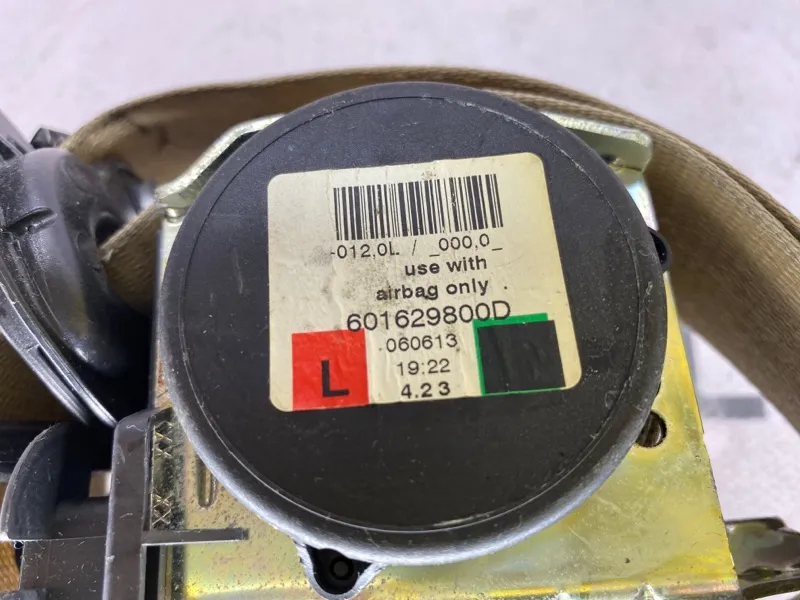 -012,0L / _000,0_
use with
airbag only
601629800D
060613
L
19:22
4.23